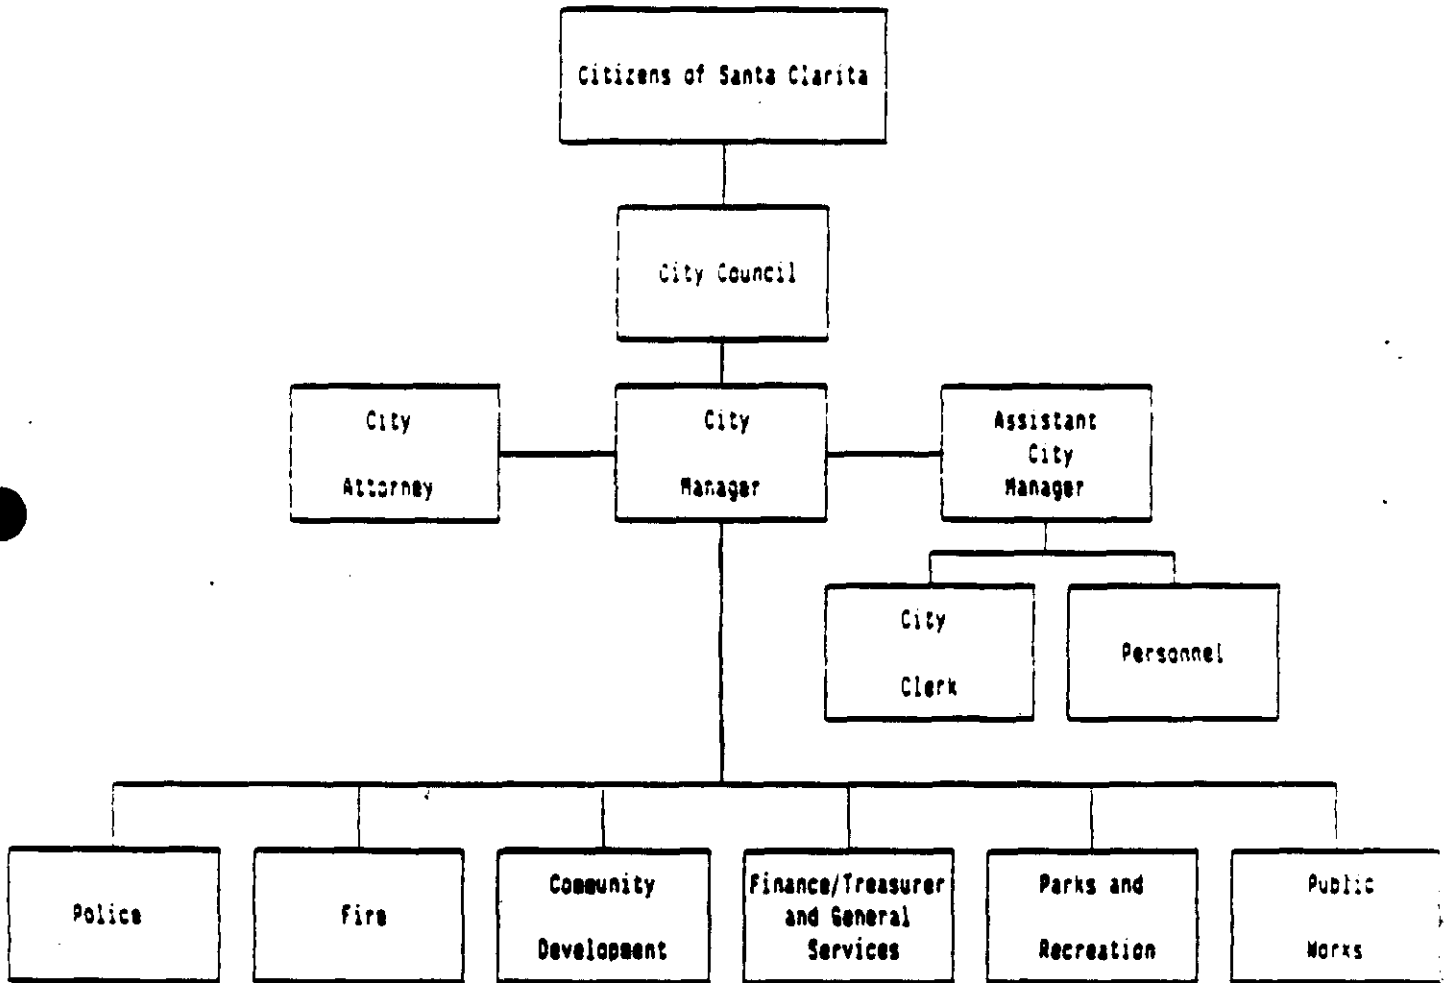 Citizens of Santa Clarita
City Council
City
Attorney
City
Manager
Assistant
City
Manager
City
Clerk
Personnel
Police
Fire
Community
Development
Finance/Treasurer
and General
Services
Parks and
Recreation
Public
Works